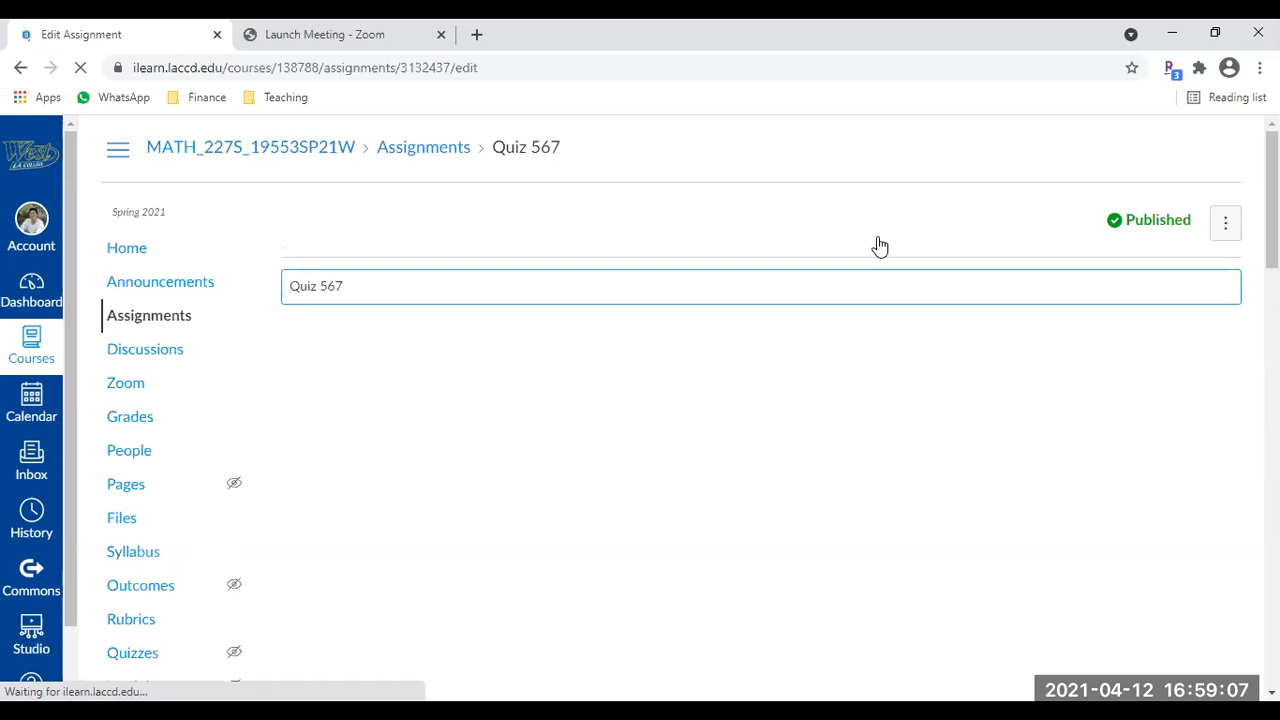 Edit Assignment
Launch Meeting - Zoom
ilearn.laccd.edu/courses/138788/assignments/3132437/edit
3
Apps
WhatsApp
Finance
Teaching
Reading list
West
MATH_227S_19553SP21W › Assignments › Quiz 567
Spring 2021
Published
Account
Dashboard
Courses
Calendar
Inbox
History
Commons
Studio
Home
Announcements
Assignments
Discussions
Zoom
Grades
People
Pages
Files
Syllabus
Outcomes
Rubrics
Quizzes
Quiz 567
Waiting for ilearn.laccd.edu...
2021-04-12 16:59:07